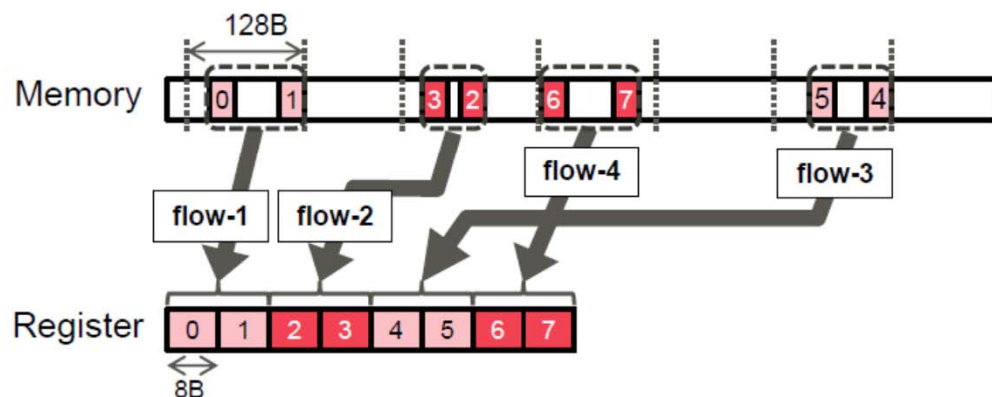 128B
Memory 0 1 3 2 6 7 5 4
flow-1 flow-2 flow-4 flow-3
Register 0 1 2 3 4 5 6 7
8B